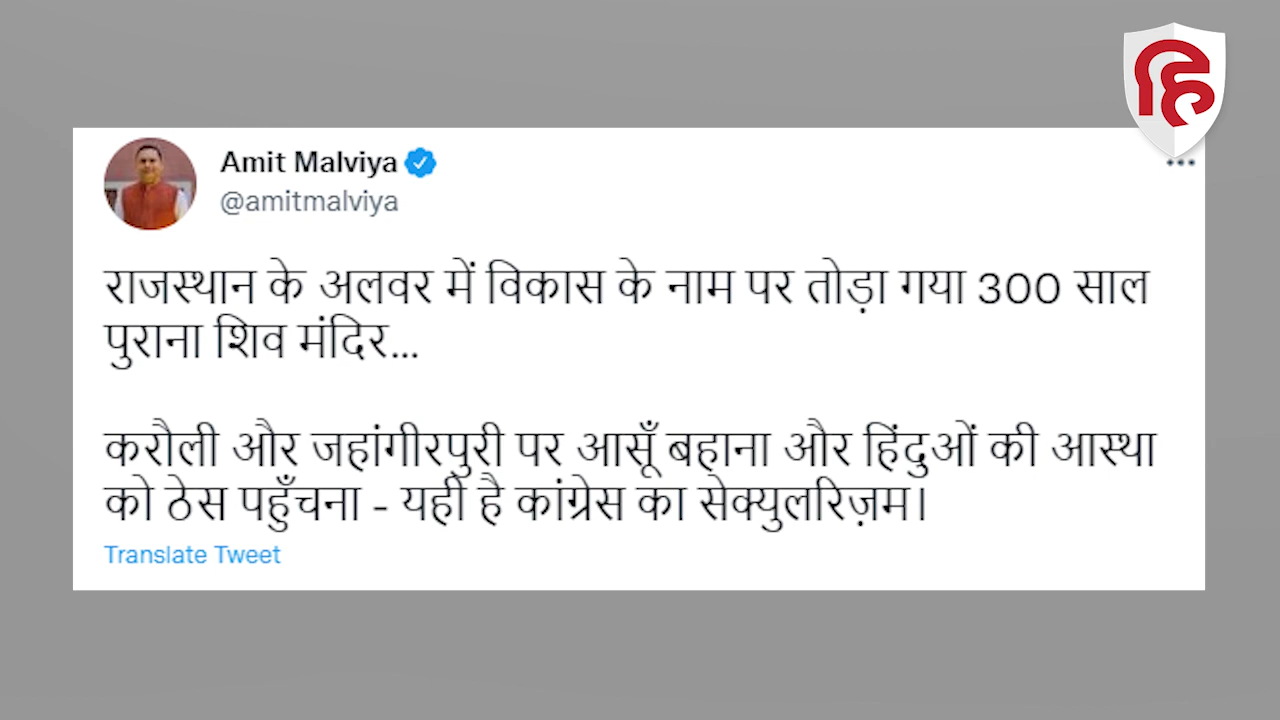 हि
Amit Malviya
@amitmalviya
राजस्थान के अलवर में विकास के नाम पर तोड़ा गया 300 साल
पुराना शिव मंदिर...
करौली और जहांगीरपुरी पर आसूँ बहाना और हिंदुओं की आस्था
को ठेस पहुँचना - यही है कांग्रेस का सेक्युलरिज़म।
Translate Tweet